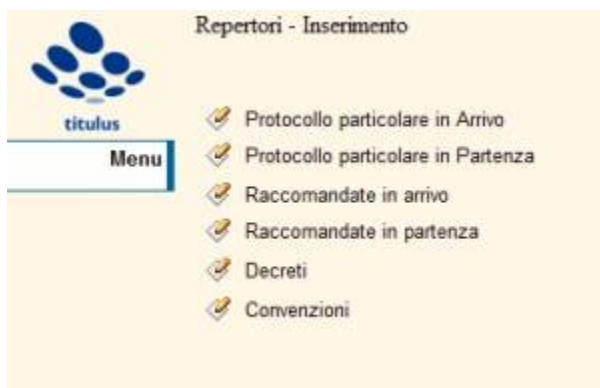 Repertori - Inserimento
titulus
Menu
Protocollo particolare in Arrivo
Protocollo particolare in Partenza
Raccomandate in arrivo
Raccomandate in partenza
Decreti
Convenzioni